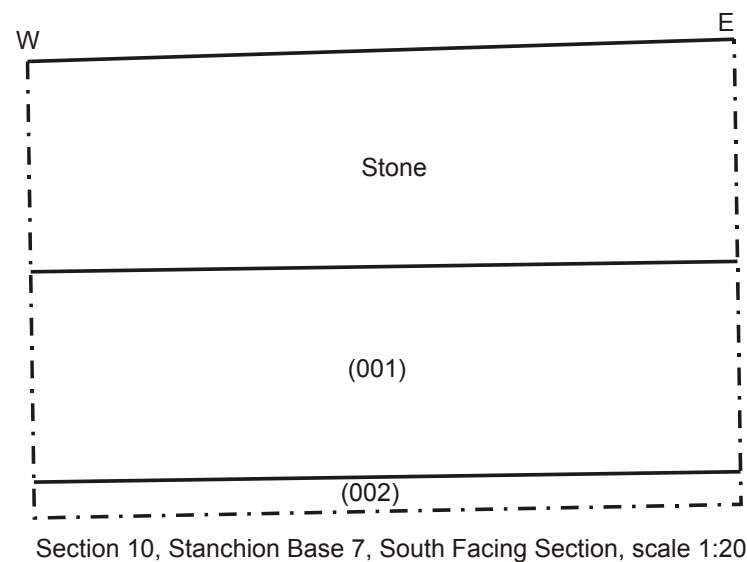 W
E
Stone
(001)
(002)
Section 10, Stanchion Base 7, South Facing Section, scale 1:20